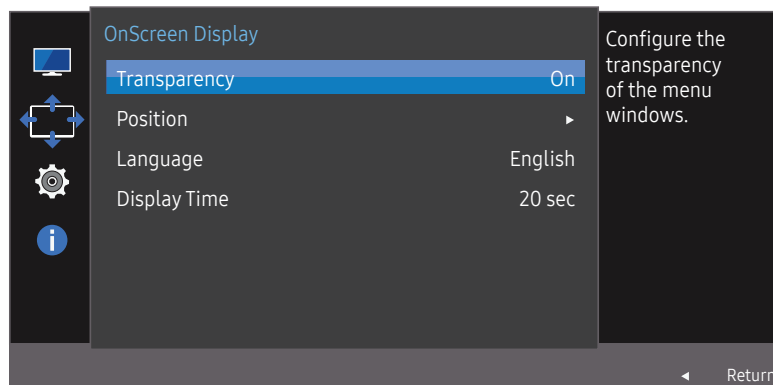 OnScreen Display
Transparency On
Position
Language English
Display Time 20 sec
Configure the
transparency
of the menu
windows.
Return